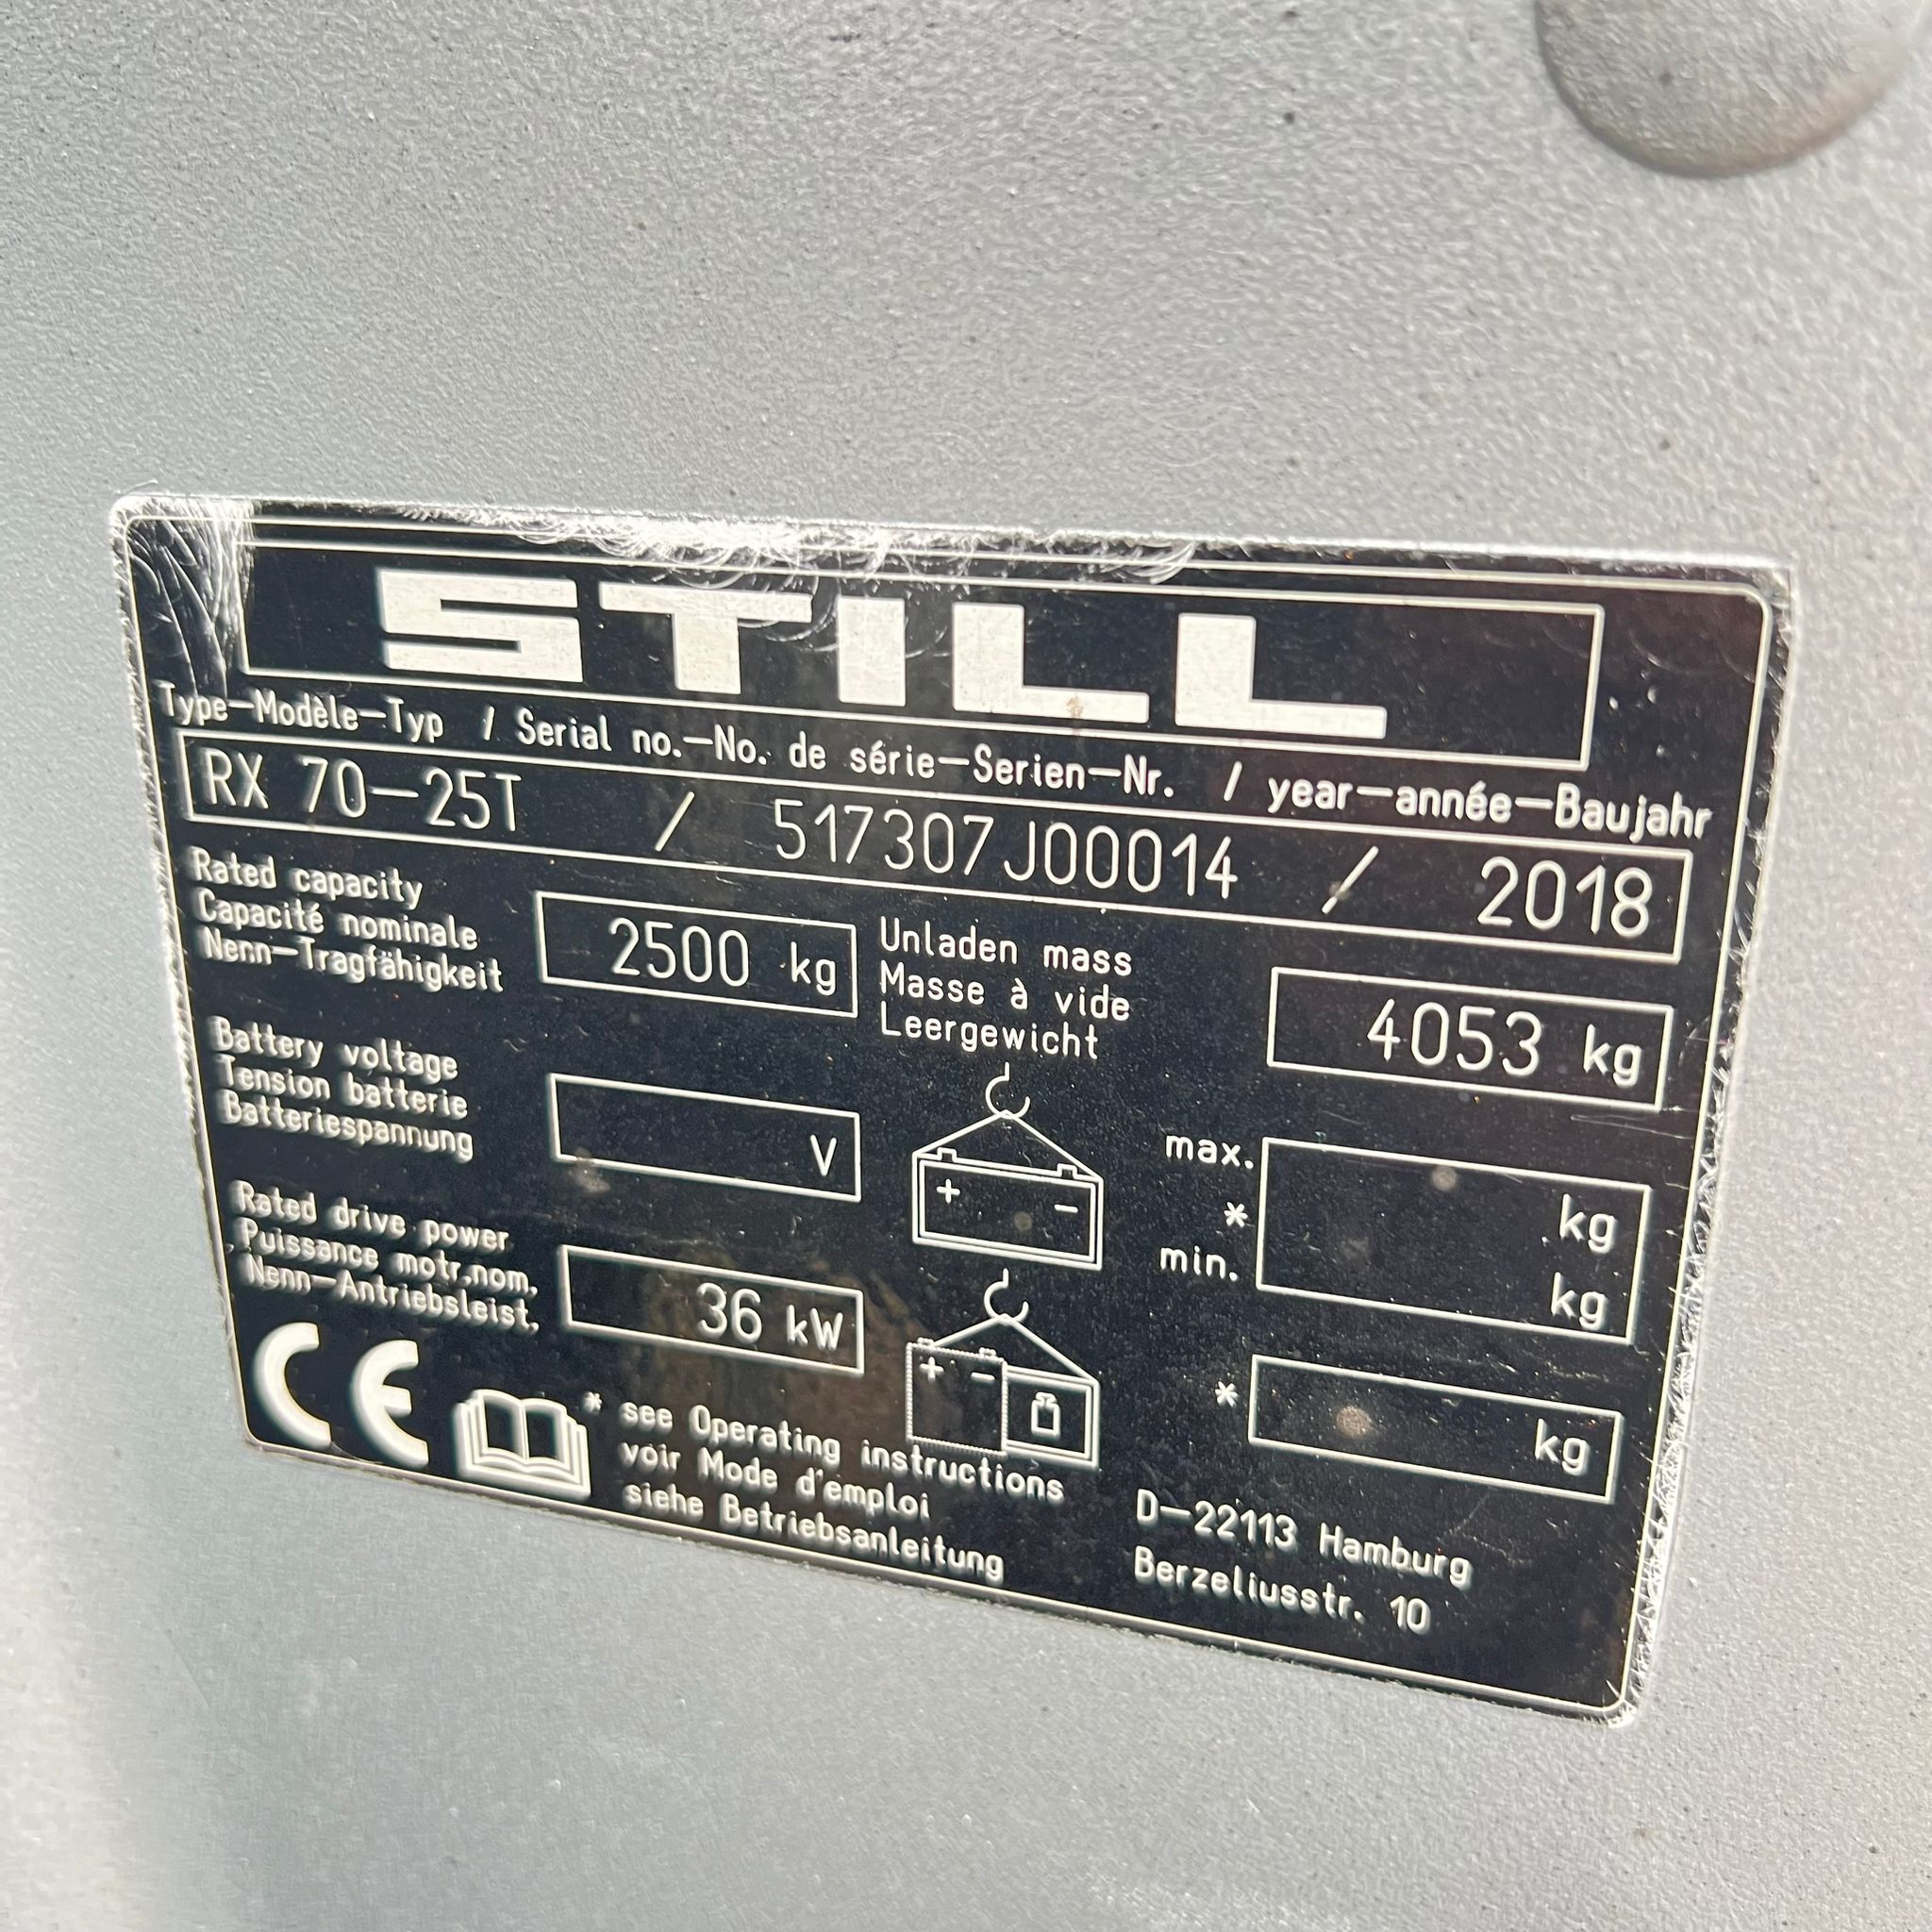 STILL
Type-Modèle-Typ / Serial no.-No. de série-Serien-Nr. / year-année-Baujahr
RX 70-25T / 517307J00014 / 2018
Rated capacity
Capacité nominale
Nenn-Tragfähigkeit
2500 kg
Unladen mass
Masse à vide
Leergewicht
4053 kg
Battery voltage
Tension batterie
Batteriespannung
V
+ -
max. kg
*
min. kg
Rated drive power
Puissance motr.nom.
Nenn-Antriebsleist.
36 kW
+ -
* kg
CE
* see Operating instructions
voir Mode d'emploi
siehe Betriebsanleitung
D-22113 Hamburg
Berzeliusstr. 10